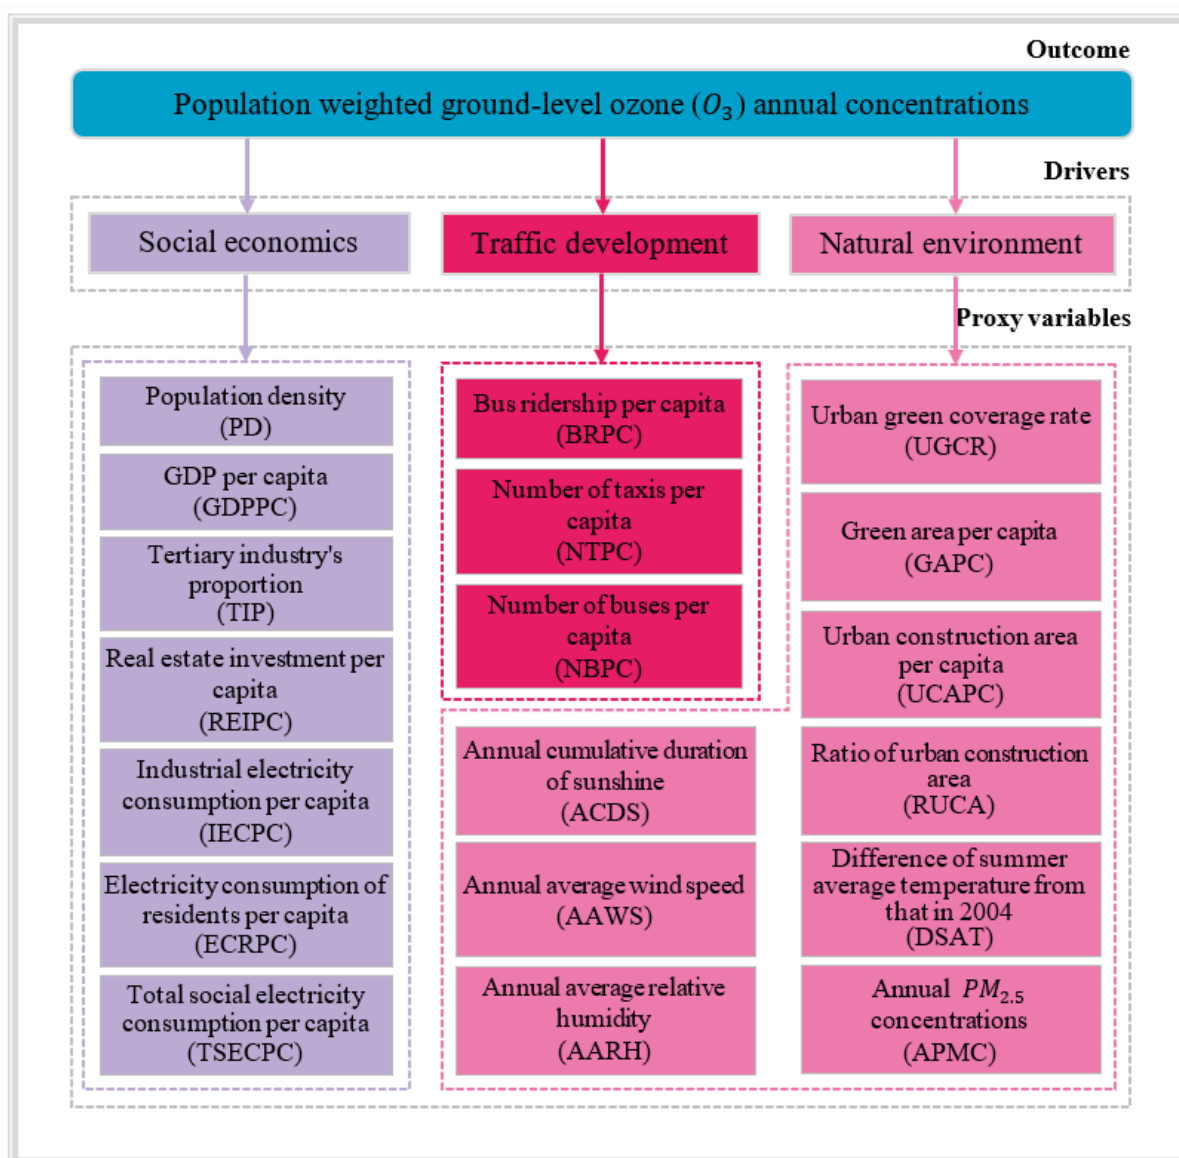 Outcome
Population weighted ground-level ozone (O₃) annual concentrations
Drivers
Social economics
Traffic development
Natural environment
Proxy variables
Population density
(PD)
GDP per capita
(GDPPC)
Tertiary industry's
proportion
(TIP)
Real estate investment per
capita
(REIPC)
Industrial electricity
consumption per capita
(IECPC)
Electricity consumption of
residents per capita
(ECRPC)
Total social electricity
consumption per capita
(TSECPC)
Bus ridership per capita
(BRPC)
Number of taxis per
capita
(NTPC)
Number of buses per
capita
(NBPC)
Annual cumulative duration
of sunshine
(ACDS)
Annual average wind speed
(AAWS)
Annual average relative
humidity
(AARH)
Urban green coverage rate
(UGCR)
Green area per capita
(GAPC)
Urban construction area
per capita
(UCAPC)
Ratio of urban construction
area
(RUCA)
Difference of summer
average temperature from
that in 2004
(DSAT)
Annual PM₂.₅
concentrations
(APMC)